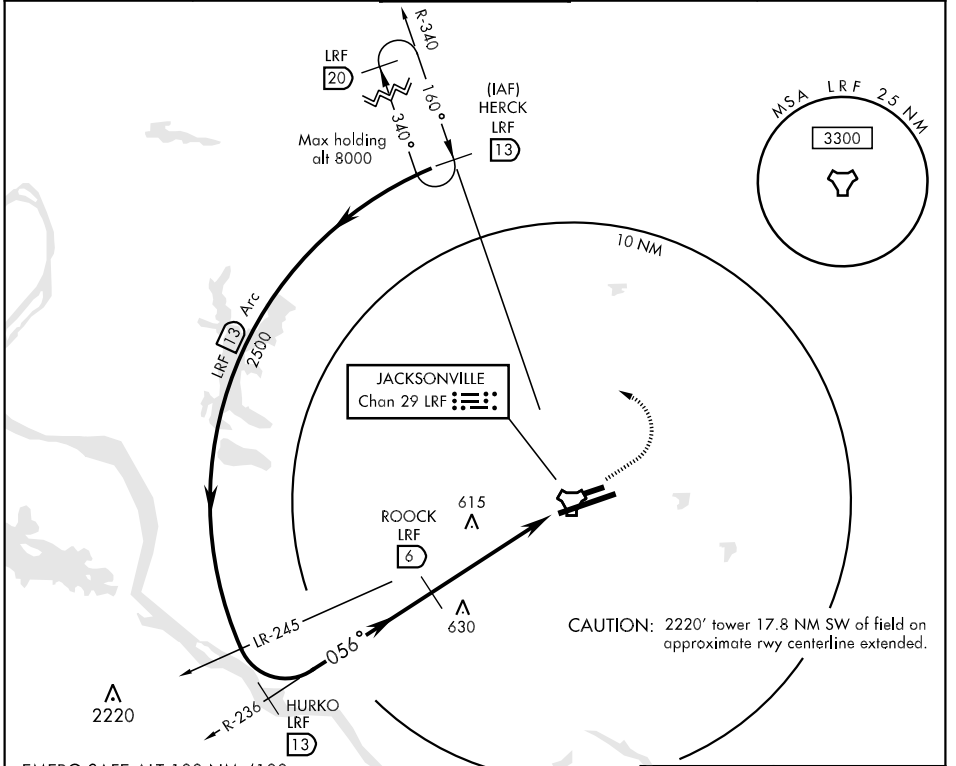 R-340
LRF
20
160°
340°
(IAF)
HERCK
LRF
13
Max holding
alt 8000
MSA LRF 25 NM
3300
10 NM
LRF 13 Arc
2500
JACKSONVILLE
Chan 29 LRF
615
ROOCK
LRF
6
630
LR-245
056°
CAUTION: 2220' tower 17.8 NM SW of field on
approximate rwy centerline extended.
2220
R-236
HURKO
LRF
13